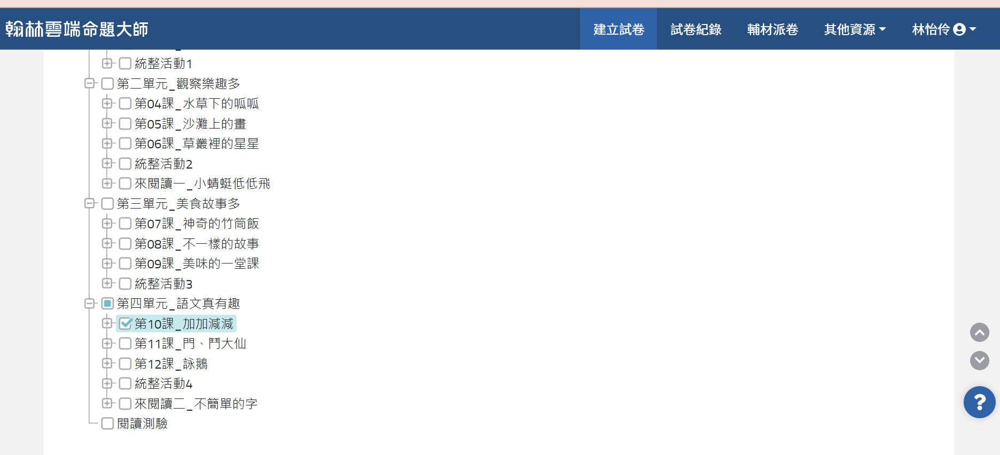 翰林雲端命題大師
建立試卷
試卷紀錄
輔材派卷
其他資源
林怡伶
統整活動1
第二單元_觀察樂趣多
第04課_水草下的呱呱
第05課_沙灘上的畫
第06課_草叢裡的星星
統整活動2
來閱讀一_小蜻蜓低低飛
第三單元_美食故事多
第07課_神奇的竹筒飯
第08課_不一樣的故事
第09課_美味的一堂課
統整活動3
第四單元_語文真有趣
第10課_加加減減
第11課_門、鬥大仙
第12課_詠鵝
統整活動4
來閱讀二_不簡單的字
閱讀測驗
?